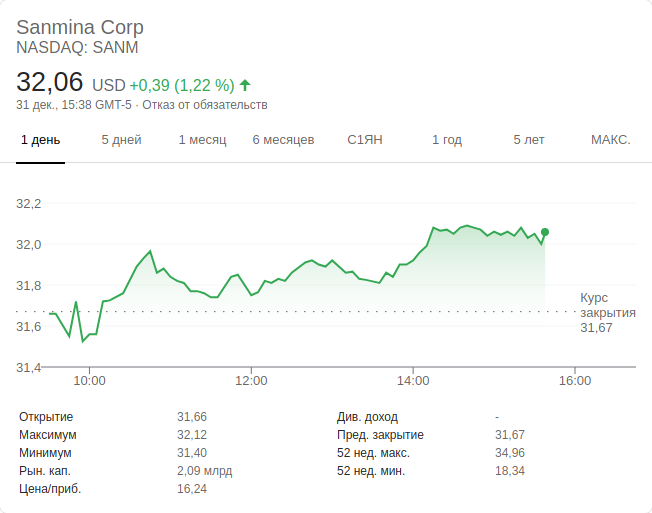 Sanmina Corp
NASDAQ: SANM
32,06 USD +0,39 (1,22 %)
31 дек., 15:38 GMT-5 · Отказ от обязательств
1 день 5 дней 1 месяц 6 месяцев С1ЯН 1 год 5 лет МАКС.
32,2
32,0
31,8
31,6
31,4
Курс
закрытия
31,67
10:00 12:00 14:00 16:00
Открытие 31,66 Див. доход -
Максимум 32,12 Пред. закрытие 31,67
Минимум 31,40 52 нед. макс. 34,96
Рын. кап. 2,09 млрд 52 нед. мин. 18,34
Цена/приб. 16,24